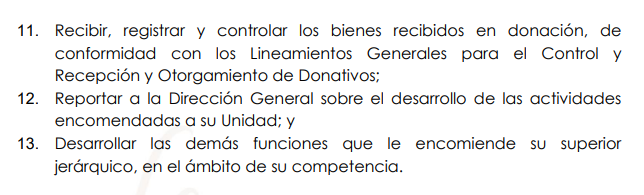 11. Recibir, registrar y controlar los bienes recibidos en donación, de
conformidad con los Lineamientos Generales para el Control y
Recepción y Otorgamiento de Donativos;
12. Reportar a la Dirección General sobre el desarrollo de las actividades
encomendadas a su Unidad; y
13. Desarrollar las demás funciones que le encomiende su superior
jerárquico, en el ámbito de su competencia.